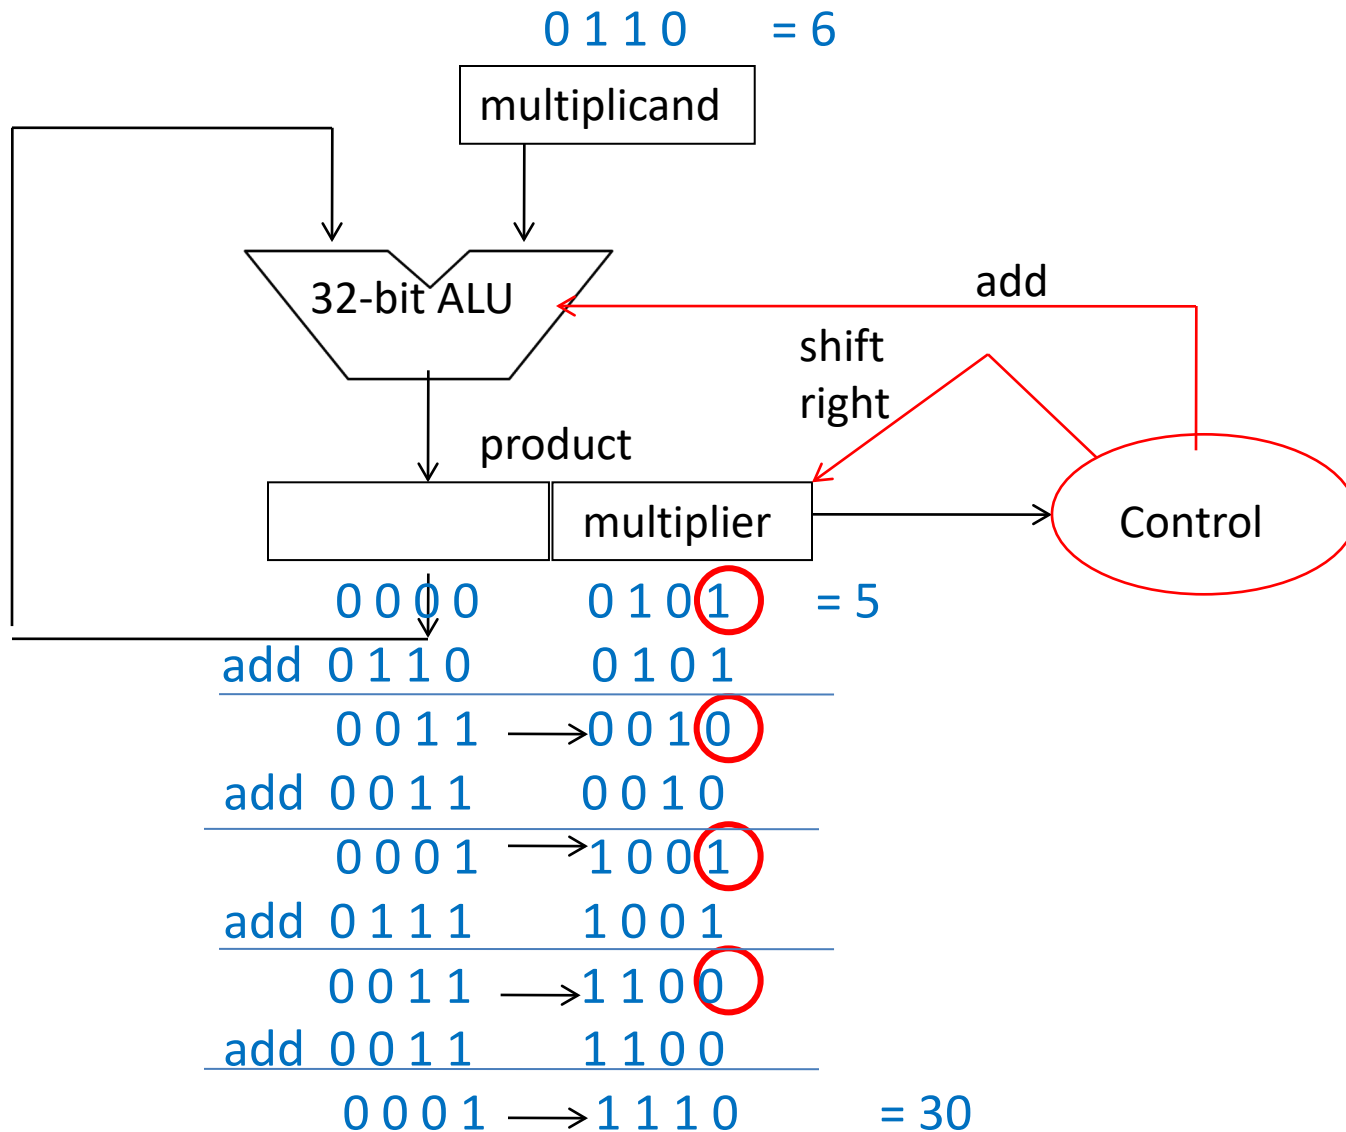 0 1 1 0 = 6
multiplicand
32-bit ALU
add
shift
right
product
multiplier
Control
0 0 0 0 0 1 0 1 = 5
add 0 1 1 0 0 1 0 1
0 0 1 1 0 0 1 0
add 0 0 1 1 0 0 1 0
0 0 0 1 1 0 0 1
add 0 1 1 1 1 0 0 1
0 0 1 1 1 1 0 0
add 0 0 1 1 1 1 0 0
0 0 0 1 1 1 1 0 = 30